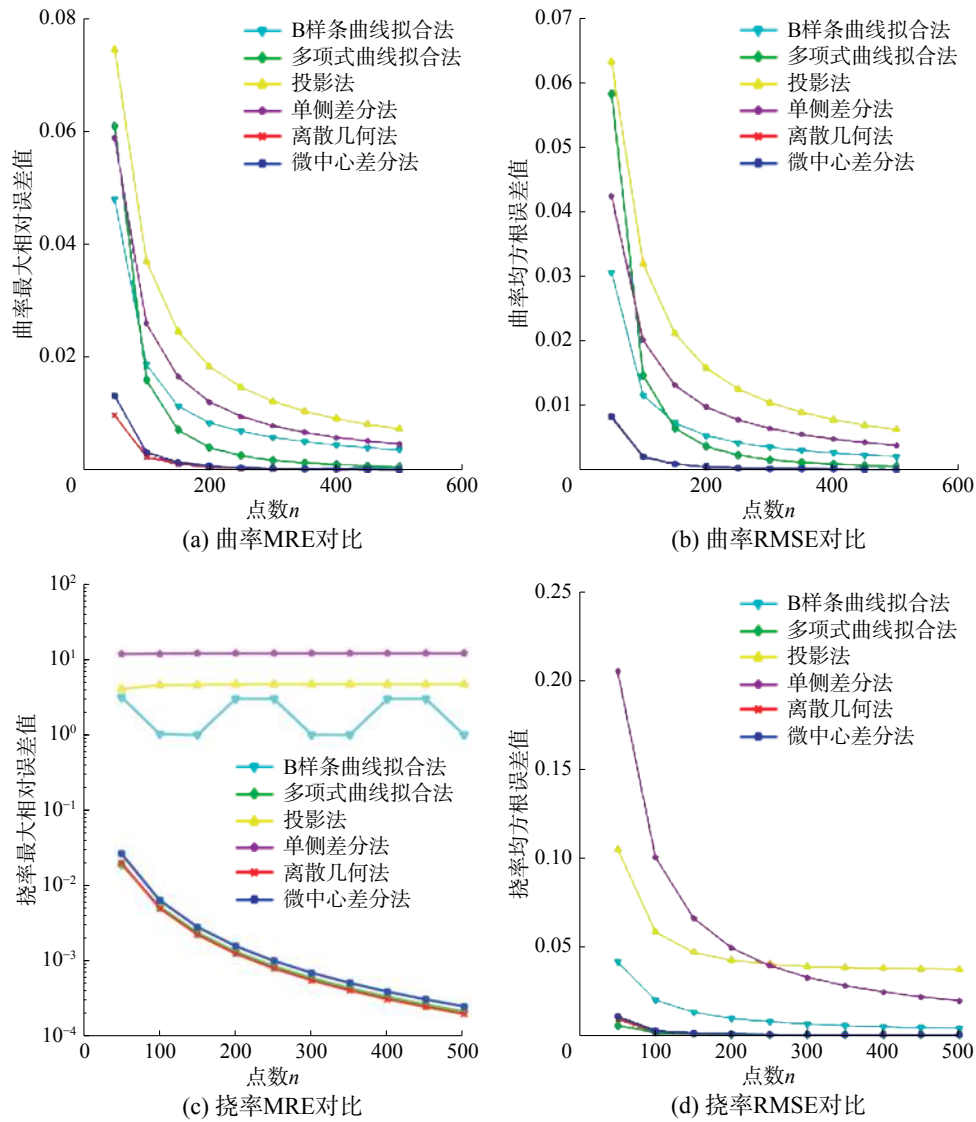 0.08
0.06
0.04
0.02
0
200
400
600
曲率最大相对误差值
点数n
B样条曲线拟合法
多项式曲线拟合法
投影法
单侧差分法
离散几何法
微中心差分法
(a) 曲率MRE对比
0.07
0.06
0.05
0.04
0.03
0.02
0.01
0
200
400
600
曲率均方根误差值
点数n
B样条曲线拟合法
多项式曲线拟合法
投影法
单侧差分法
离散几何法
微中心差分法
(b) 曲率RMSE对比
10²
10¹
10⁰
10⁻¹
10⁻²
10⁻³
10⁻⁴
0
100
200
300
400
500
挠率最大相对误差值
点数n
B样条曲线拟合法
多项式曲线拟合法
投影法
单侧差分法
离散几何法
微中心差分法
(c) 挠率MRE对比
0.25
0.20
0.15
0.10
0.05
0
100
200
300
400
500
挠率均方根误差值
点数n
B样条曲线拟合法
多项式曲线拟合法
投影法
单侧差分法
离散几何法
微中心差分法
(d) 挠率RMSE对比